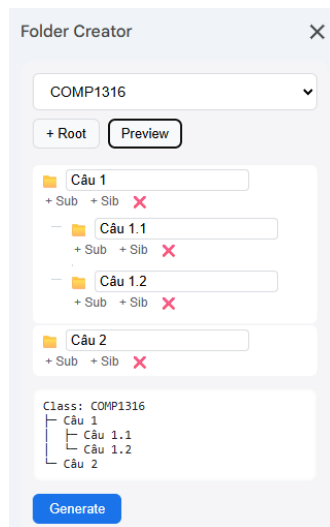 Folder Creator
COMP1316
+ Root Preview
Câu 1
+ Sub + Sib
Câu 1.1
+ Sub + Sib
Câu 1.2
+ Sub + Sib
Câu 2
+ Sub + Sib
Class: COMP1316
├─ Câu 1
│  ├─ Câu 1.1
│  └─ Câu 1.2
└─ Câu 2
Generate